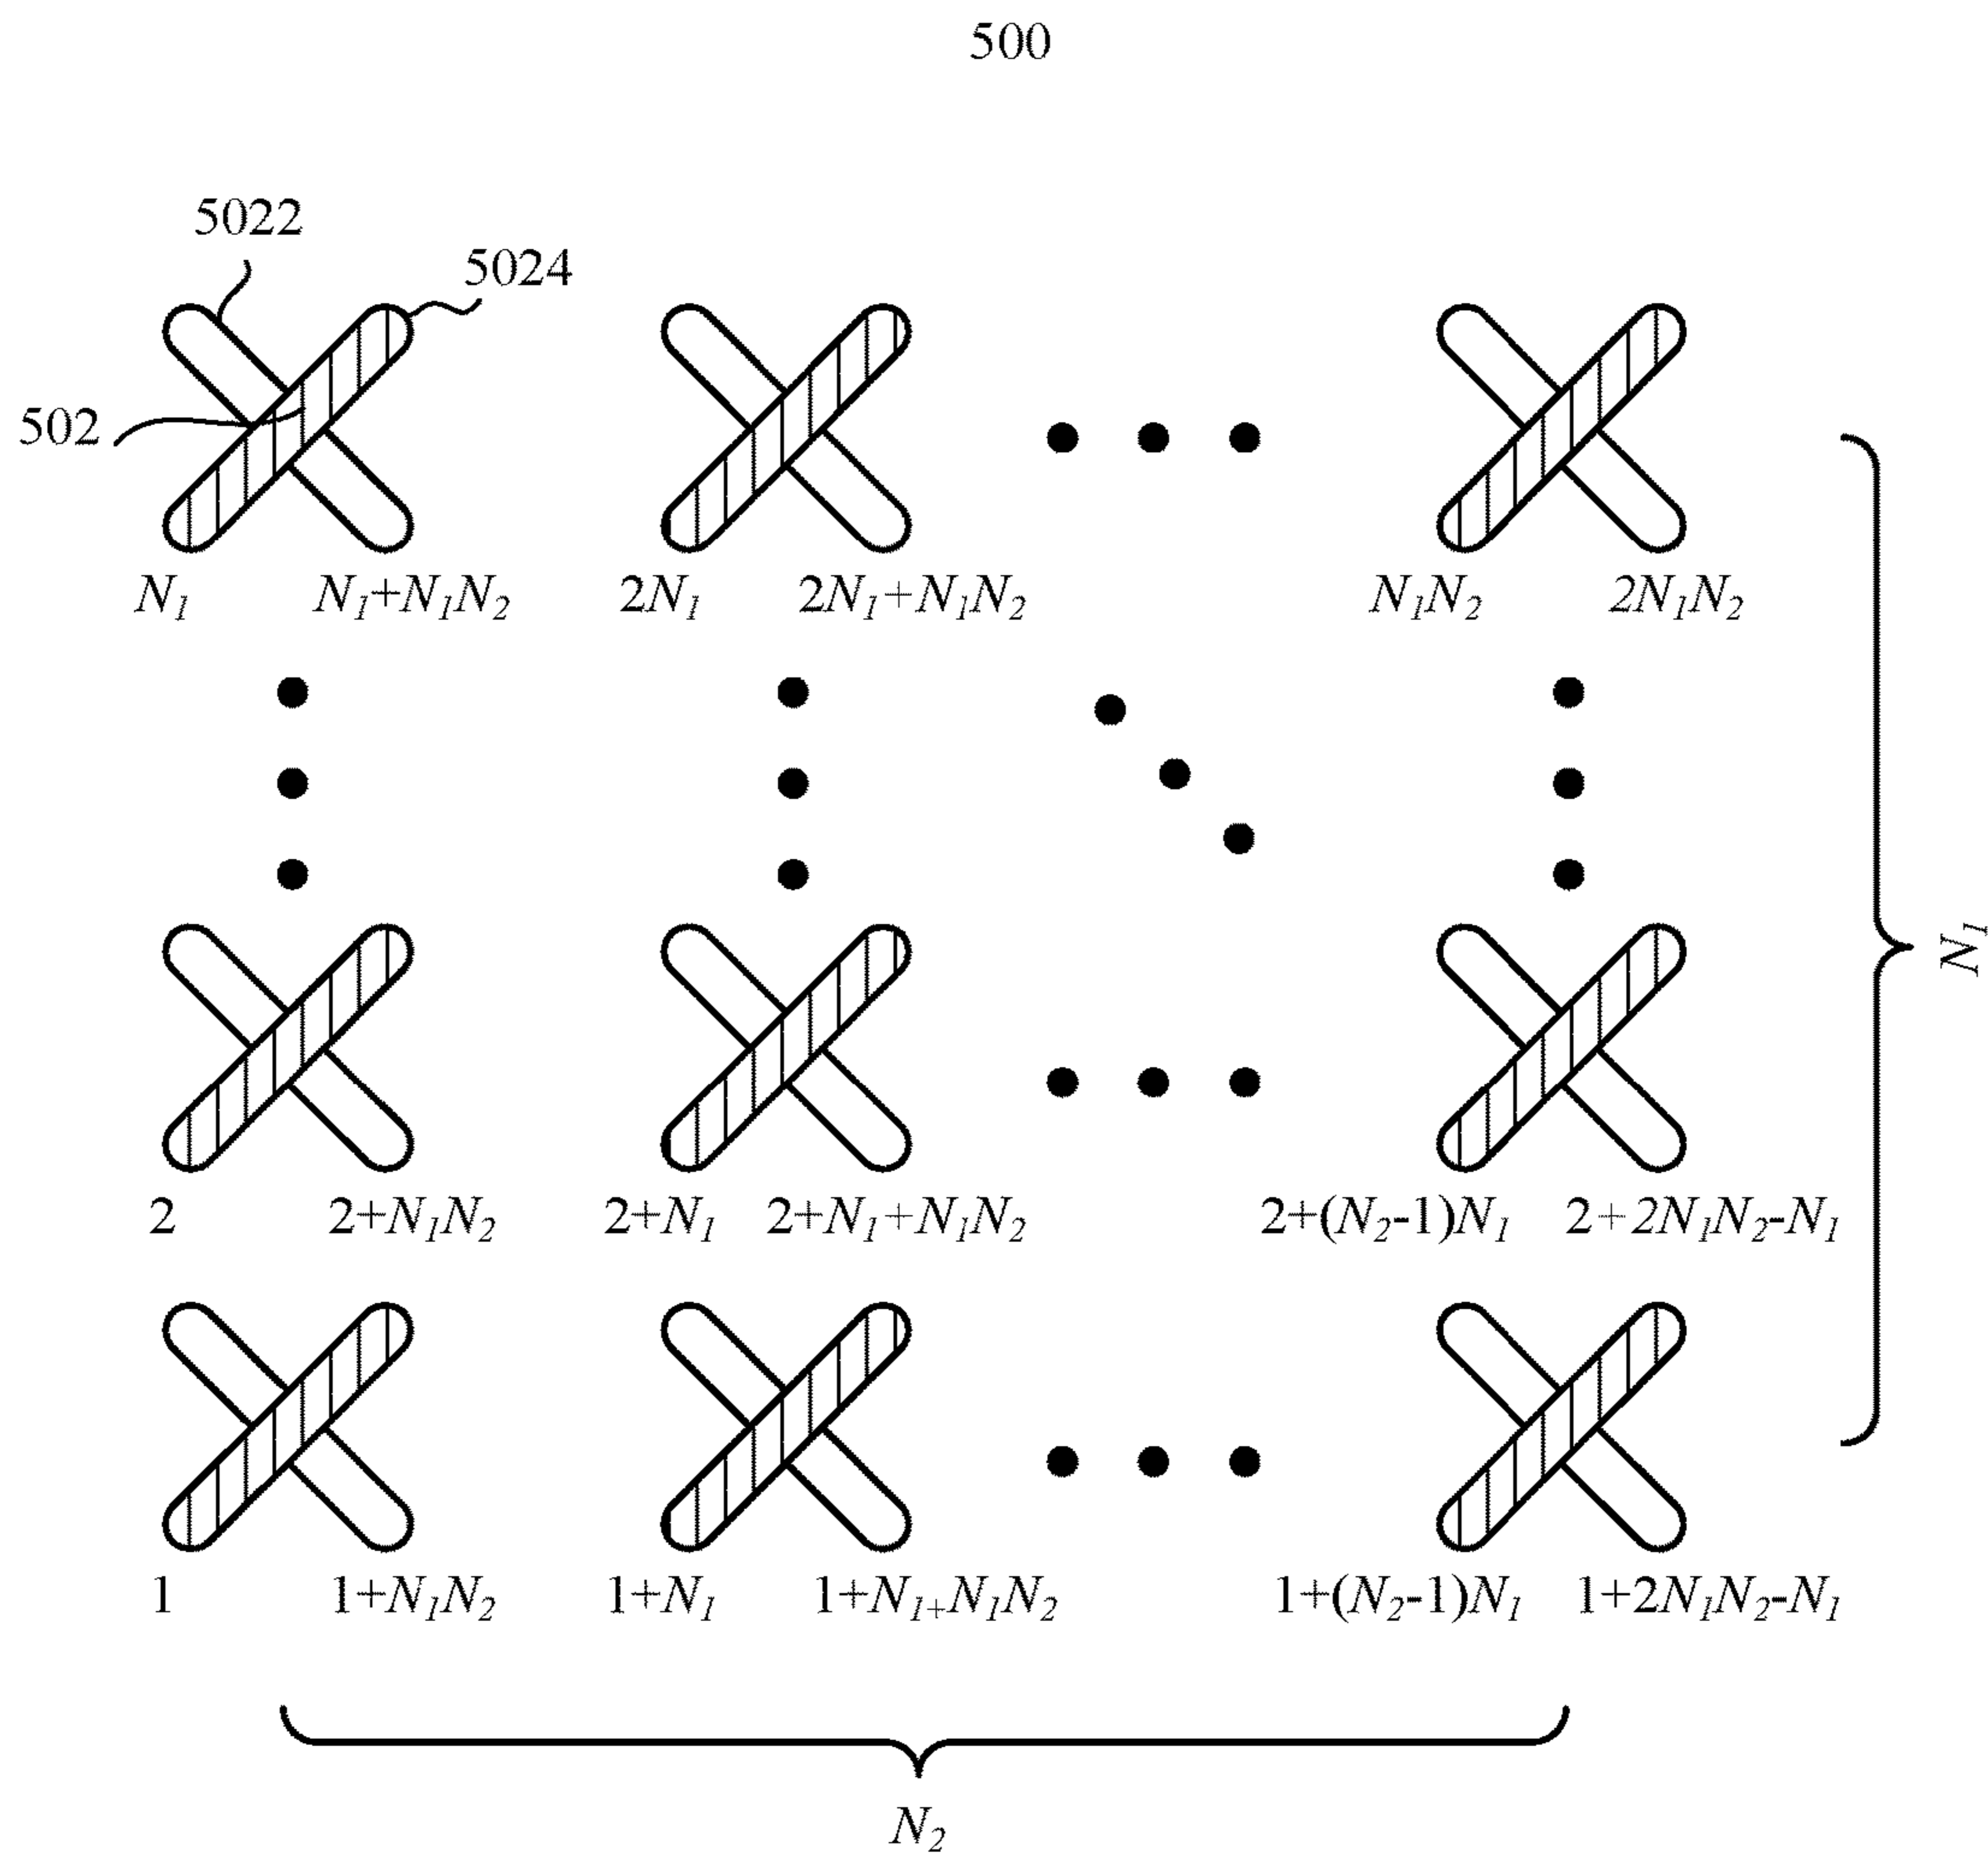 500
5022
5024
502
N₁ N₁+N₁N₂ 2N₁ 2N₁+N₁N₂ N₁N₂ 2N₁N₂
N₁
2 2+N₁N₂ 2+N₁ 2+N₁+N₁N₂ 2+(N₂-1)N₁ 2+2N₁N₂-N₁
1 1+N₁N₂ 1+N₁ 1+N₁₊N₁N₂ 1+(N₂-1)N₁ 1+2N₁N₂-N₁
N₂